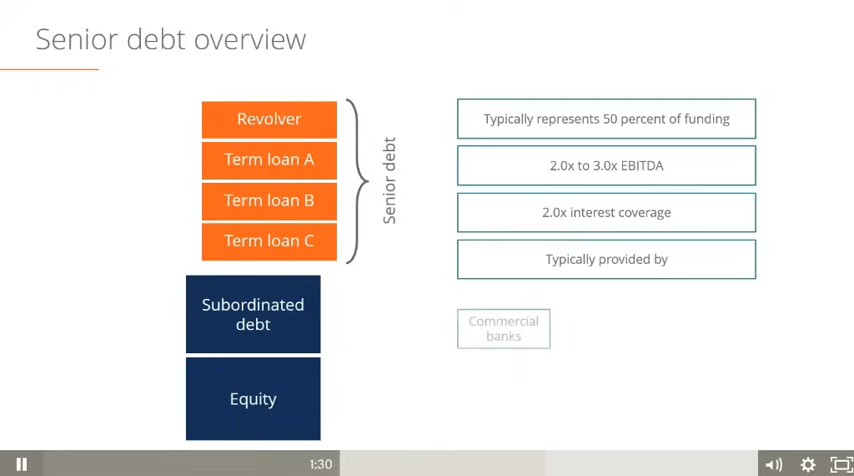 Senior debt overview
Revolver
Term loan A
Term loan B
Term loan C
Senior debt
Subordinated
debt
Equity
Typically represents 50 percent of funding
2.0x to 3.0x EBITDA
2.0x interest coverage
Typically provided by
Commercial
banks
1:30